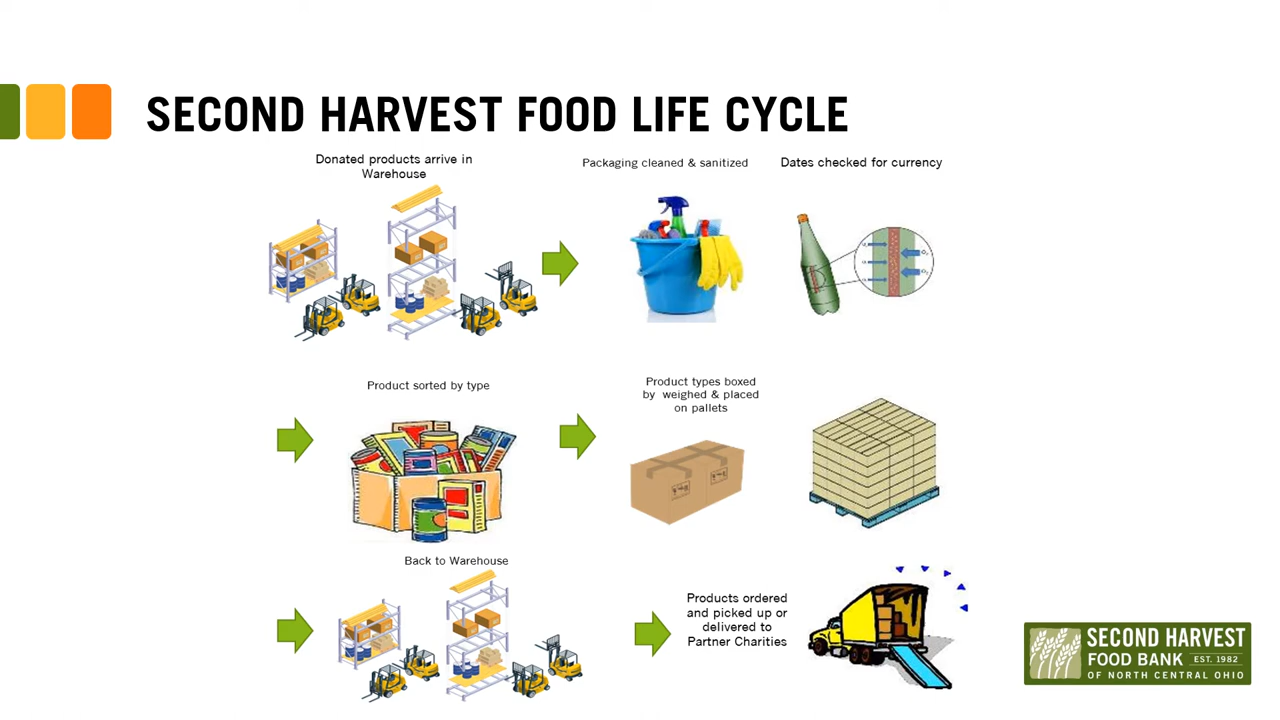 SECOND HARVEST FOOD LIFE CYCLE
Donated products arrive in
Warehouse
Packaging cleaned & sanitized
Dates checked for currency
Product sorted by type
Product types boxed
by weighed & placed
on pallets
Back to Warehouse
Products ordered
and picked up or
delivered to
Partner Charities
SECOND HARVEST
FOOD BANK EST. 1982
OF NORTH CENTRAL OHIO